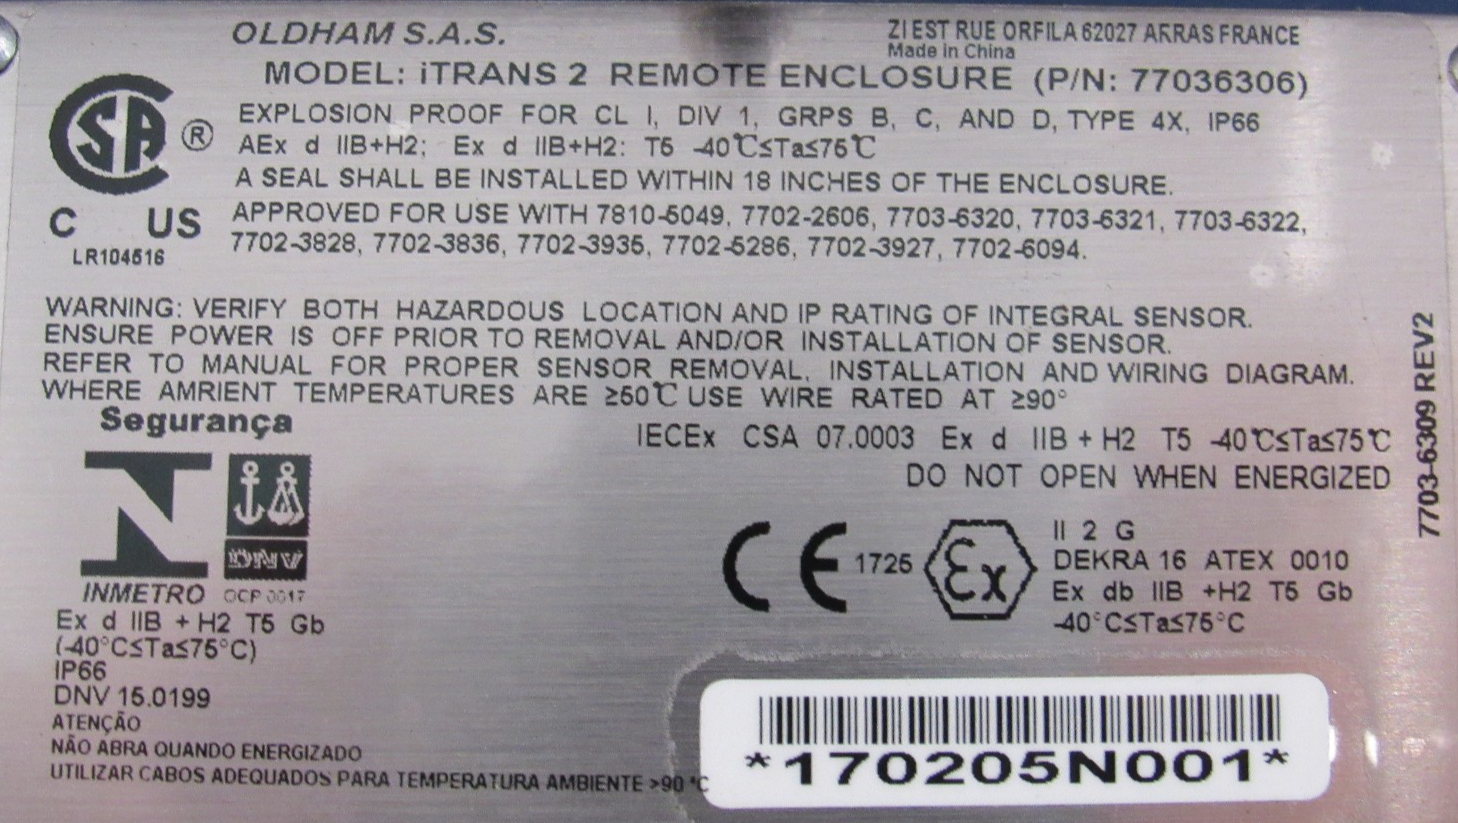 OLDHAM S.A.S.
ZI EST RUE ORFILA 62027 ARRAS FRANCE
Made in China
MODEL: iTRANS 2 REMOTE ENCLOSURE (P/N: 77036306)
EXPLOSION PROOF FOR CL I, DIV 1, GRPS B, C, AND D, TYPE 4X, IP66
AEx d IIB+H2; Ex d IIB+H2: T5 -40℃≤Ta≤75℃
A SEAL SHALL BE INSTALLED WITHIN 18 INCHES OF THE ENCLOSURE.
APPROVED FOR USE WITH 7810-5049, 7702-2606, 7703-6320, 7703-6321, 7703-6322,
7702-3828, 7702-3836, 7702-3935, 7702-5286, 7702-3927, 7702-6094.
SA ®
C US
LR104516
WARNING: VERIFY BOTH HAZARDOUS LOCATION AND IP RATING OF INTEGRAL SENSOR.
ENSURE POWER IS OFF PRIOR TO REMOVAL AND/OR INSTALLATION OF SENSOR.
REFER TO MANUAL FOR PROPER SENSOR REMOVAL, INSTALLATION AND WIRING DIAGRAM.
WHERE AMRIENT TEMPERATURES ARE ≥50℃ USE WIRE RATED AT ≥90°
7703-6309 REV2
Segurança
DNV
INMETRO OCP 0017
Ex d IIB + H2 T5 Gb
(-40°C≤Ta≤75°C)
IP66
DNV 15.0199
ATENÇÃO
NÃO ABRA QUANDO ENERGIZADO
UTILIZAR CABOS ADEQUADOS PARA TEMPERATURA AMBIENTE >90 °C
IECEx CSA 07.0003 Ex d IIB + H2 T5 -40℃≤Ta≤75℃
DO NOT OPEN WHEN ENERGIZED
CE 1725 Ex
II 2 G
DEKRA 16 ATEX 0010
Ex db IIB +H2 T5 Gb
-40°C≤Ta≤75°C
*170205N001*